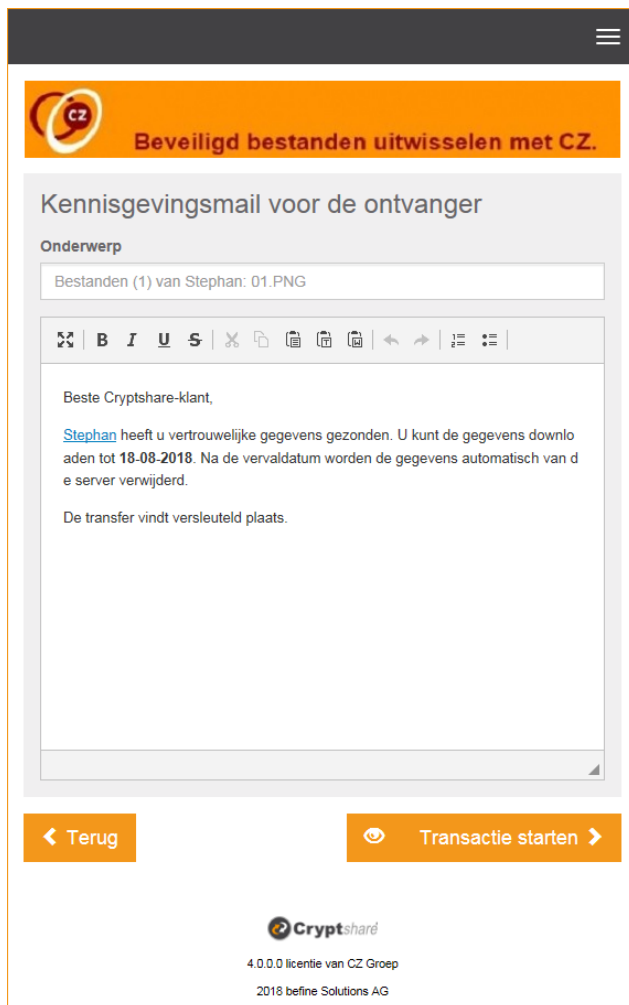 CZ
Beveiligd bestanden uitwisselen met CZ.
Kennisgevingsmail voor de ontvanger
Onderwerp
Bestanden (1) van Stephan: 01.PNG
B I U S
Beste Cryptshare-klant,
Stephan heeft u vertrouwelijke gegevens gezonden. U kunt de gegevens downlo
aden tot 18-08-2018. Na de vervaldatum worden de gegevens automatisch van d
e server verwijderd.
De transfer vindt versleuteld plaats.
Terug
Transactie starten
Cryptshare
4.0.0.0 licentie van CZ Groep
2018 befine Solutions AG